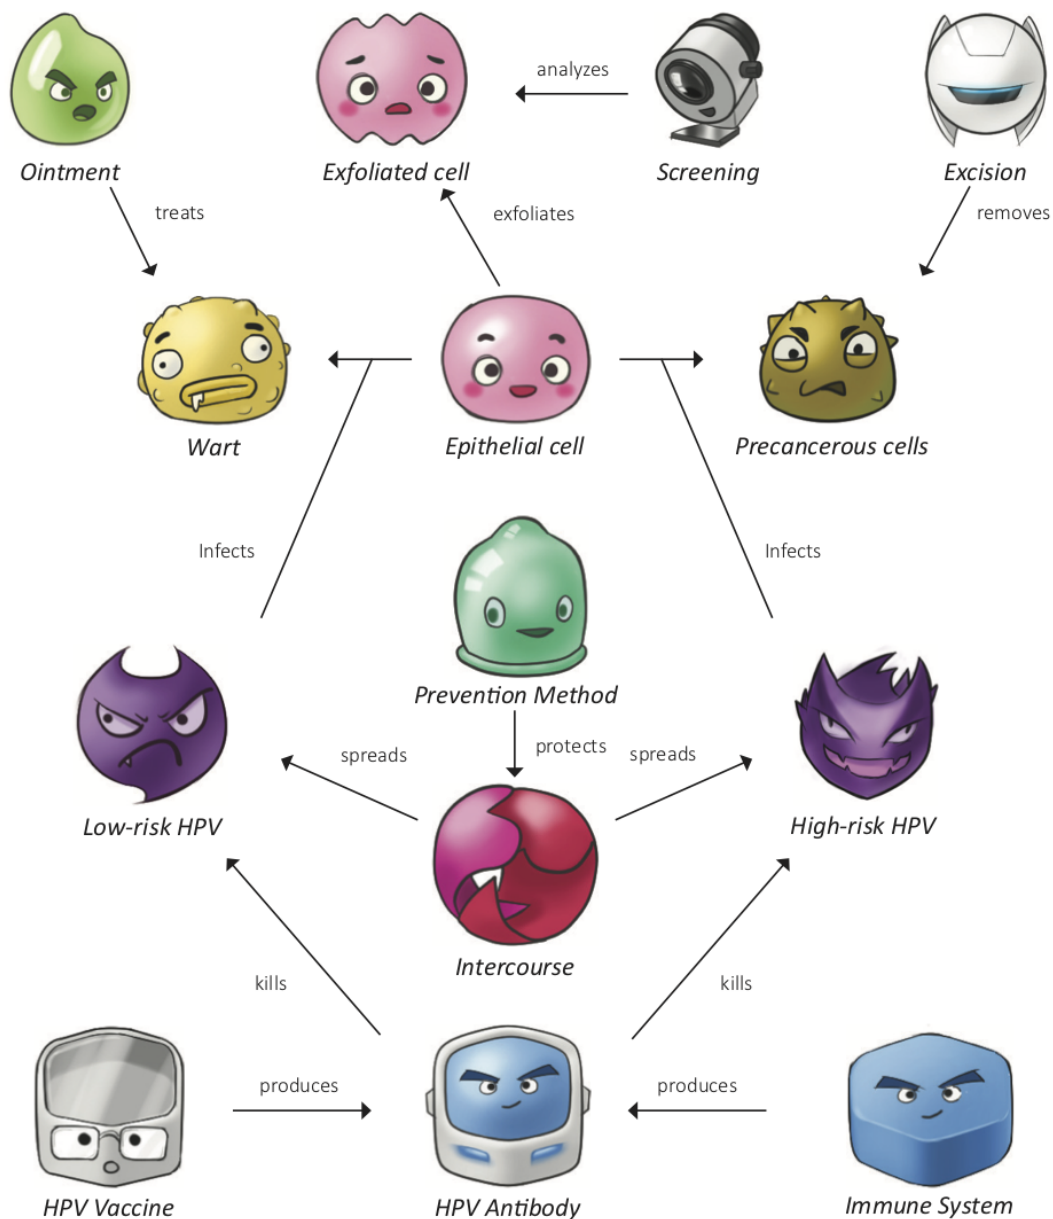 analyzes
Ointment
Exfoliated cell
Screening
Excision
treats
exfoliates
removes
Wart
Epithelial cell
Precancerous cells
Infects
Infects
Prevention Method
spreads
protects
spreads
Low-risk HPV
High-risk HPV
Intercourse
kills
kills
produces
produces
HPV Vaccine
HPV Antibody
Immune System